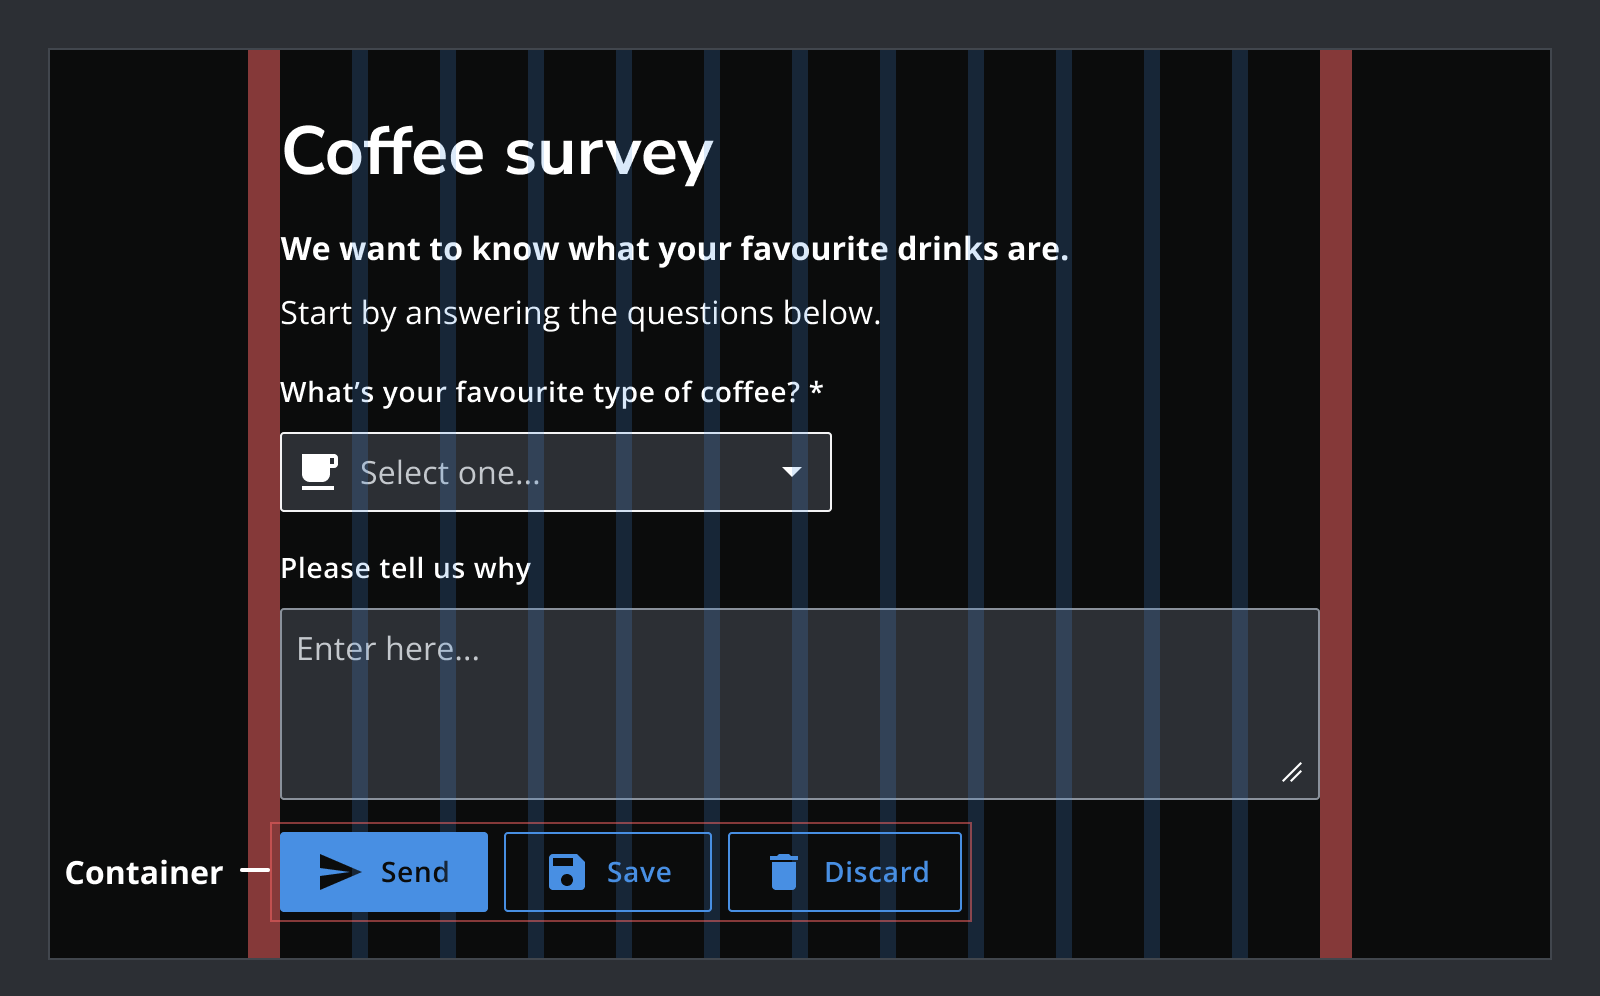 Coffee survey
We want to know what your favourite drinks are.
Start by answering the questions below.
What’s your favourite type of coffee? *
Select one...
Please tell us why
Enter here...
Container
Send
Save
Discard